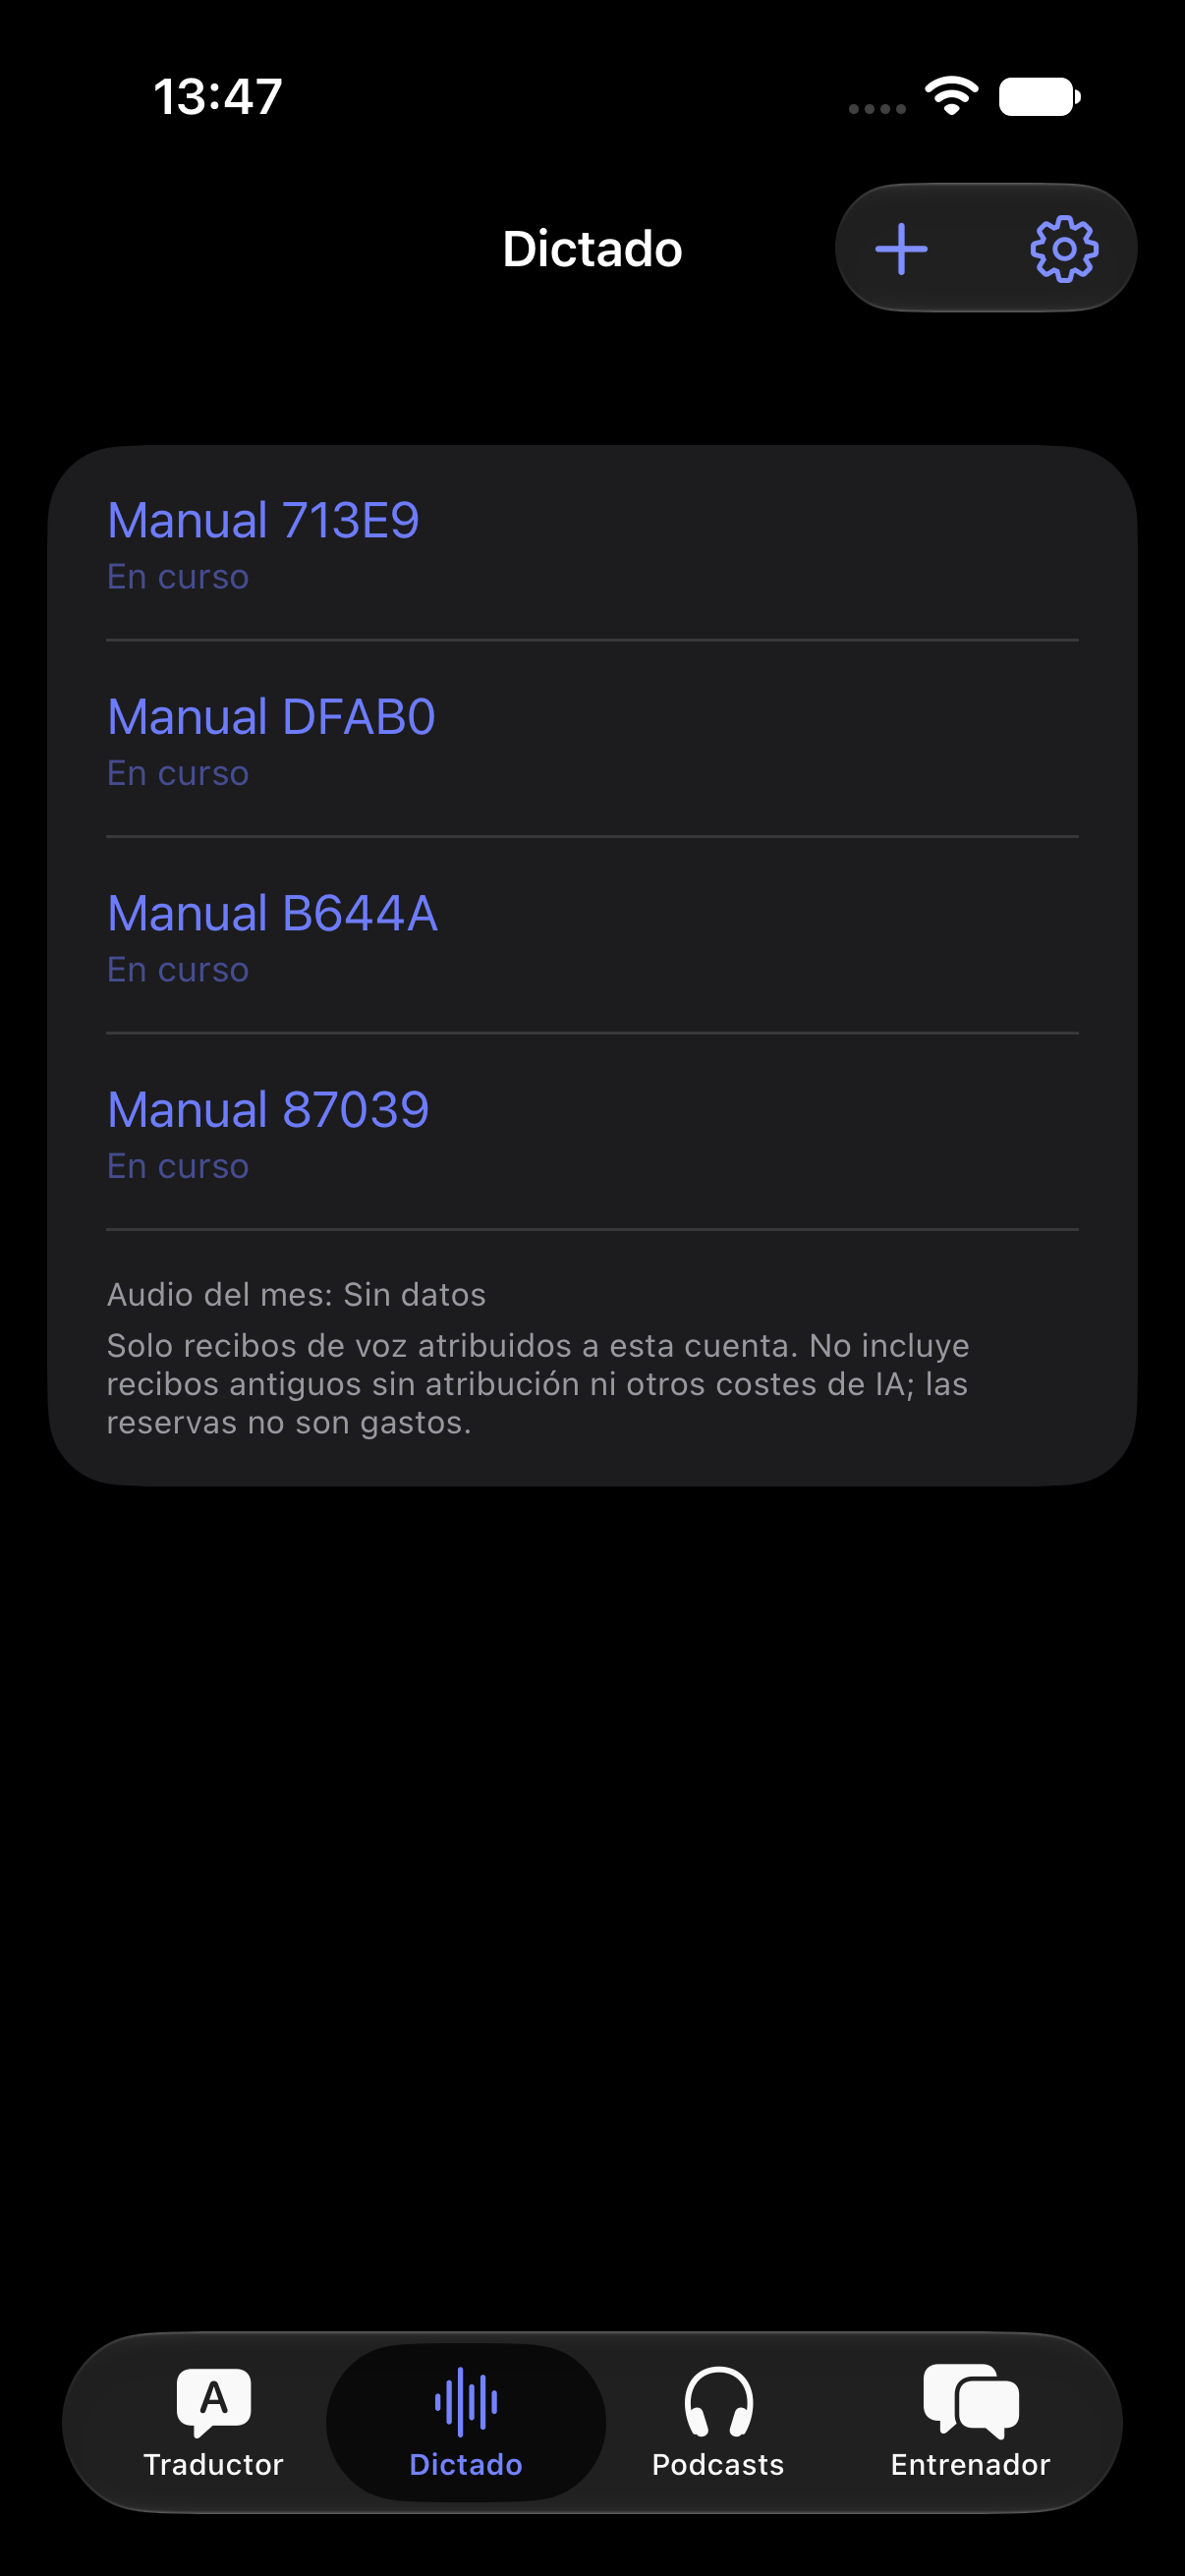 13:47
Dictado
Manual 713E9
En curso
Manual DFAB0
En curso
Manual B644A
En curso
Manual 87039
En curso
Audio del mes: Sin datos
Solo recibos de voz atribuidos a esta cuenta. No incluye
recibos antiguos sin atribución ni otros costes de IA; las
reservas no son gastos.
A
Traductor
Dictado
Podcasts
Entrenador